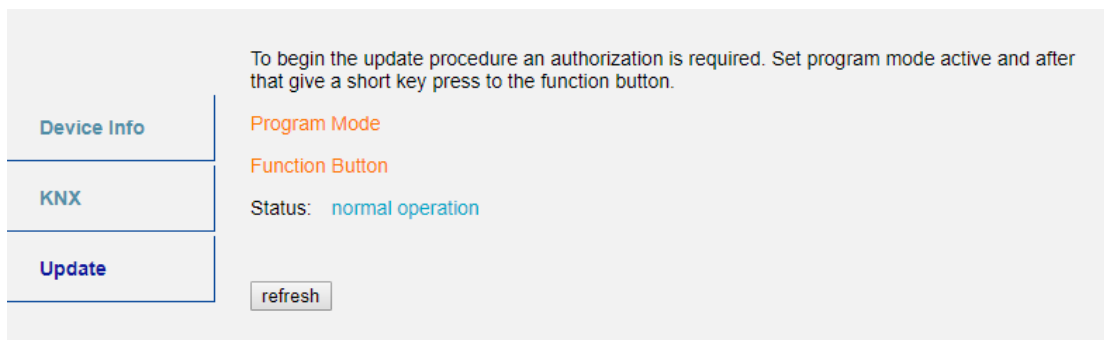 To begin the update procedure an authorization is required. Set program mode active and after
that give a short key press to the function button.
Device Info
Program Mode
Function Button
KNX
Status: normal operation
Update
refresh